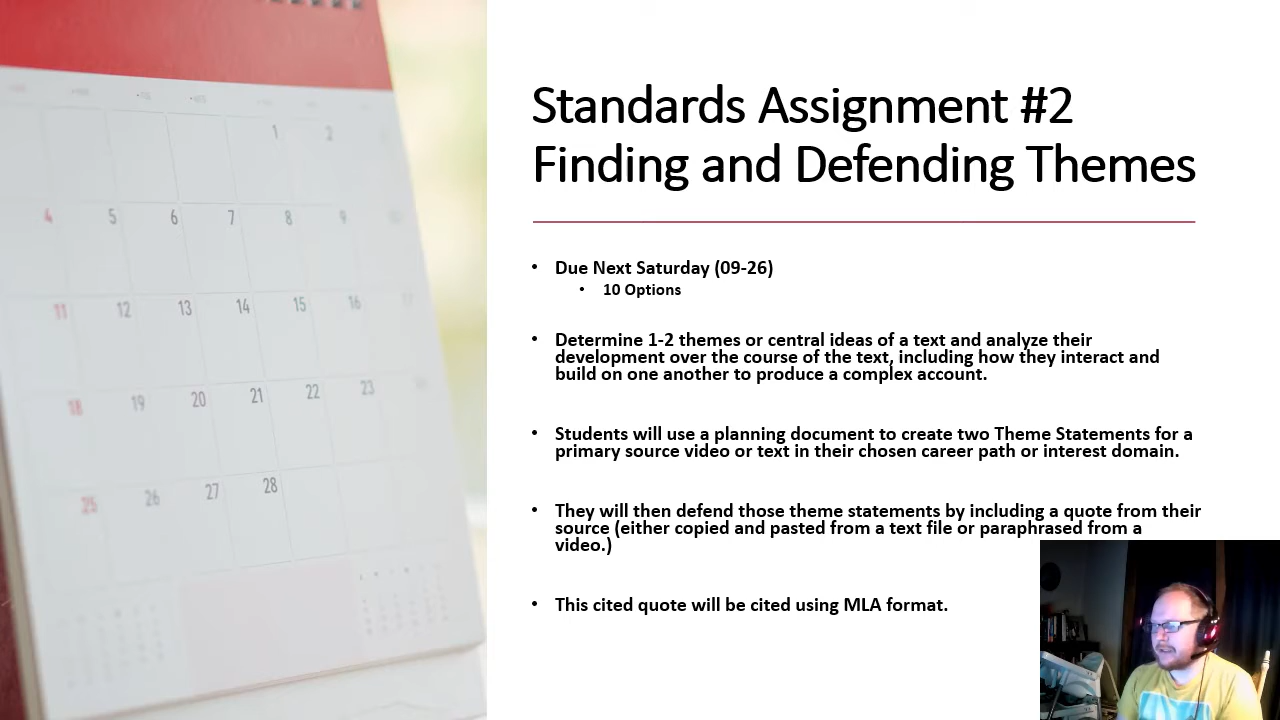 Standards Assignment #2
Finding and Defending Themes
• Due Next Saturday (09-26)
• 10 Options
• Determine 1-2 themes or central ideas of a text and analyze their
development over the course of the text, including how they interact and
build on one another to produce a complex account.
• Students will use a planning document to create two Theme Statements for a
primary source video or text in their chosen career path or interest domain.
• They will then defend those theme statements by including a quote from their
source (either copied and pasted from a text file or paraphrased from a
video.)
• This cited quote will be cited using MLA format.
1 2
4 5 6 7 8 9
11 12 13 14 15 16
18 19 20 21 22 23
25 26 27 28